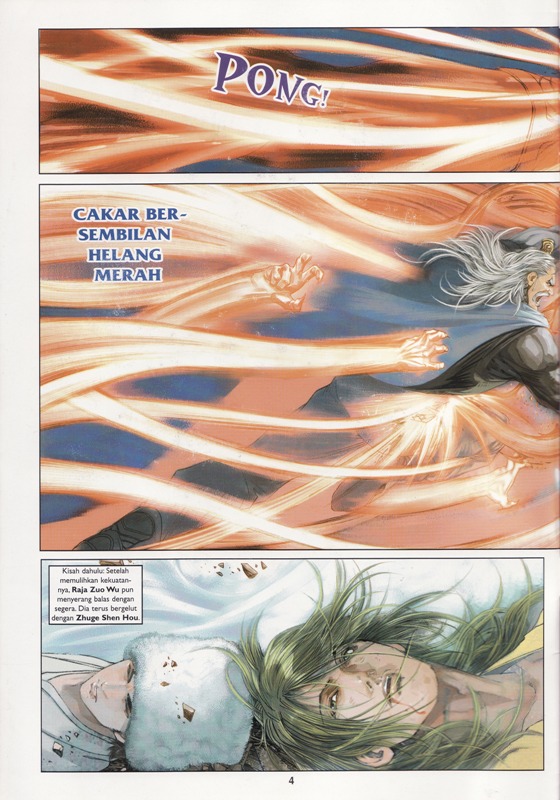 PONG!
CAKAR BER-
SEMBILAN
HELANG
MERAH
Kisah dahulu: Setelah
memulihkan kekuatan-
nya, Raja Zuo Wu pun
menyerang balas dengan
segera. Dia terus bergelut
dengan Zhuge Shen Hou.
4